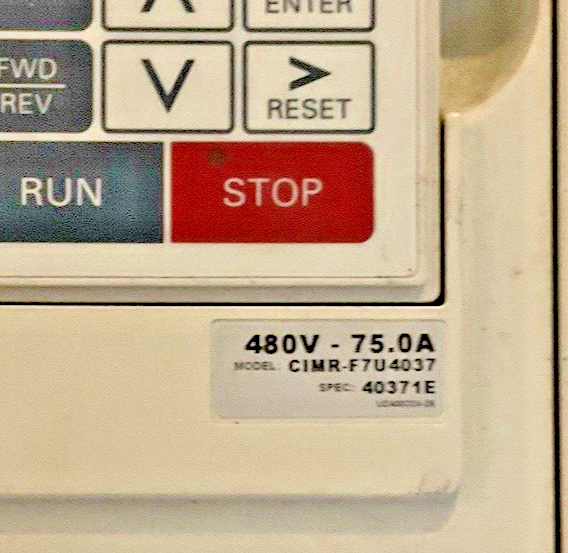 ENTER
FWD
REV
>
RESET
RUN
STOP
480V - 75.0A
MODEL: CIMR-F7U4037
SPEC: 40371E